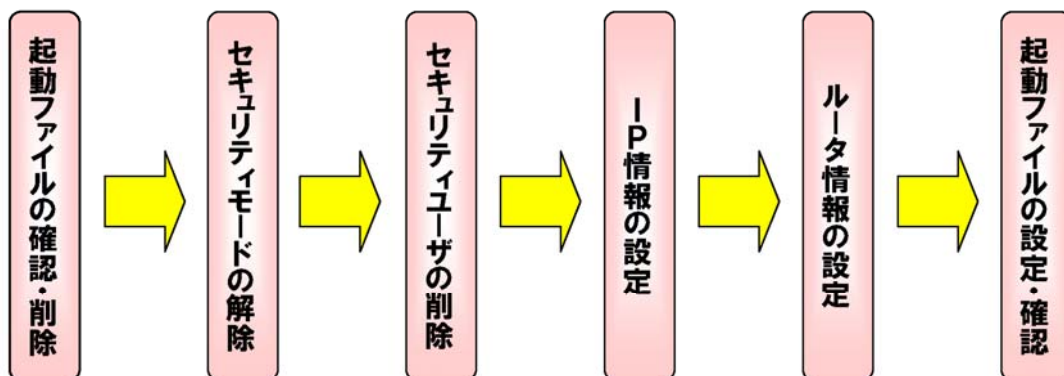 起動ファイルの確認・削除
セキュリティモードの解除
セキュリティユーザの削除
IP情報の設定
ルータ情報の設定
起動ファイルの設定・確認